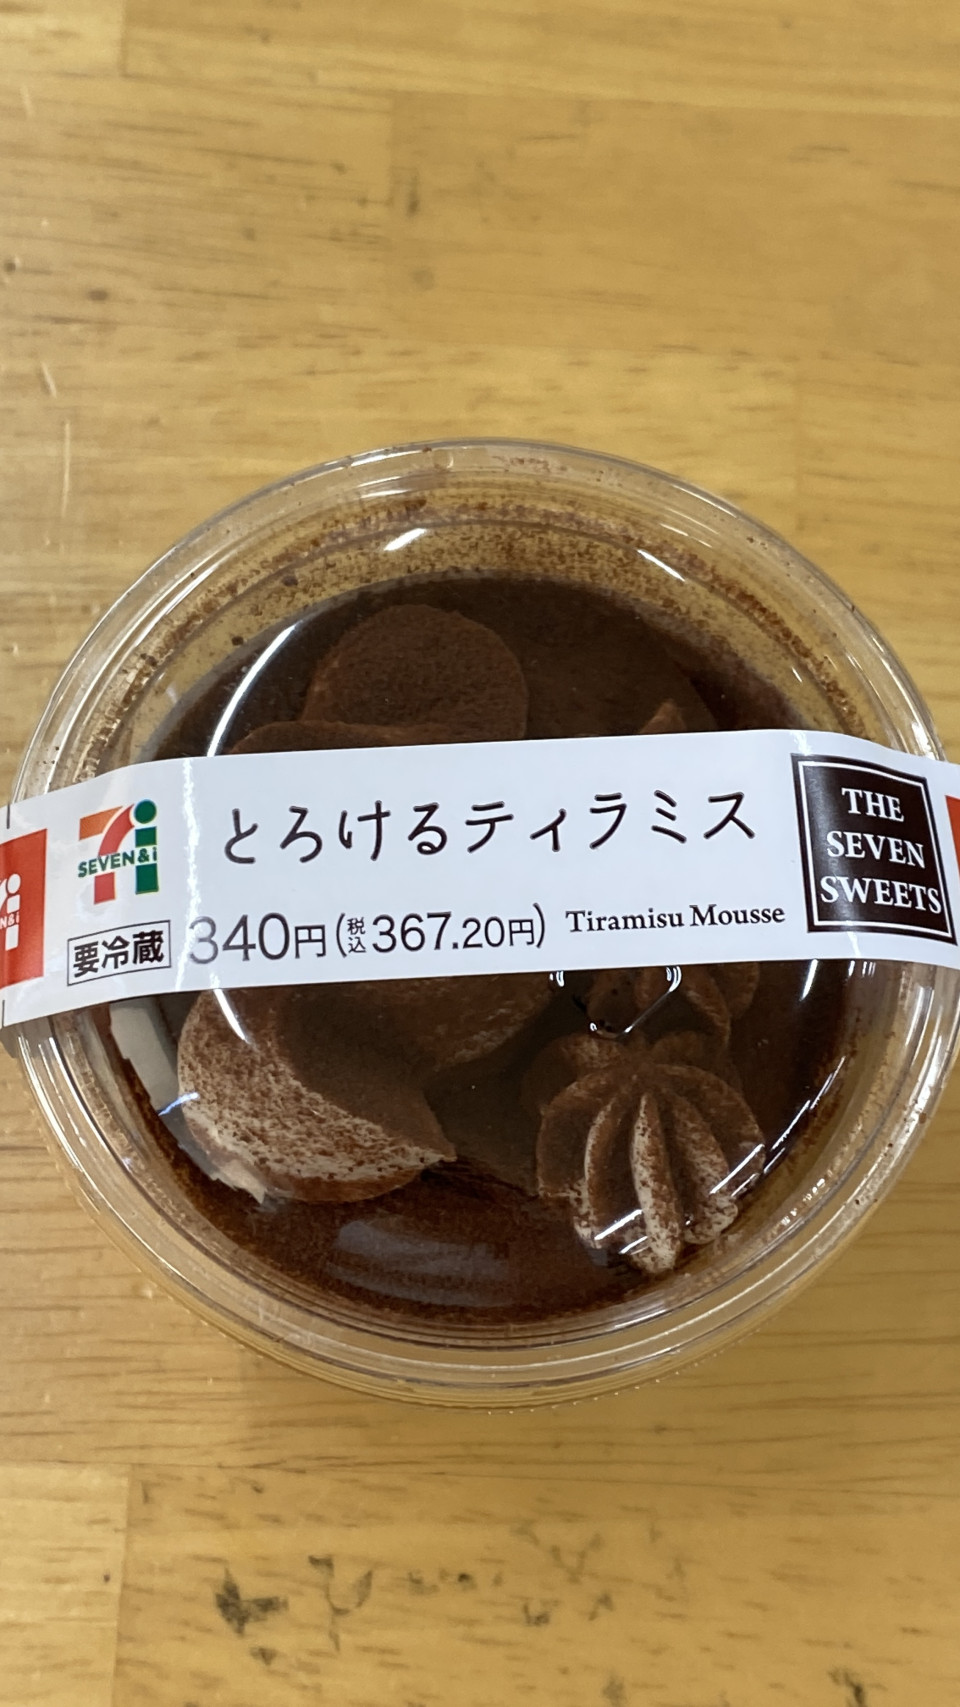 SEVEN&i
とろけるティラミス
要冷蔵
340円(税込367.20円)
Tiramisu Mousse
THE
SEVEN
SWEETS